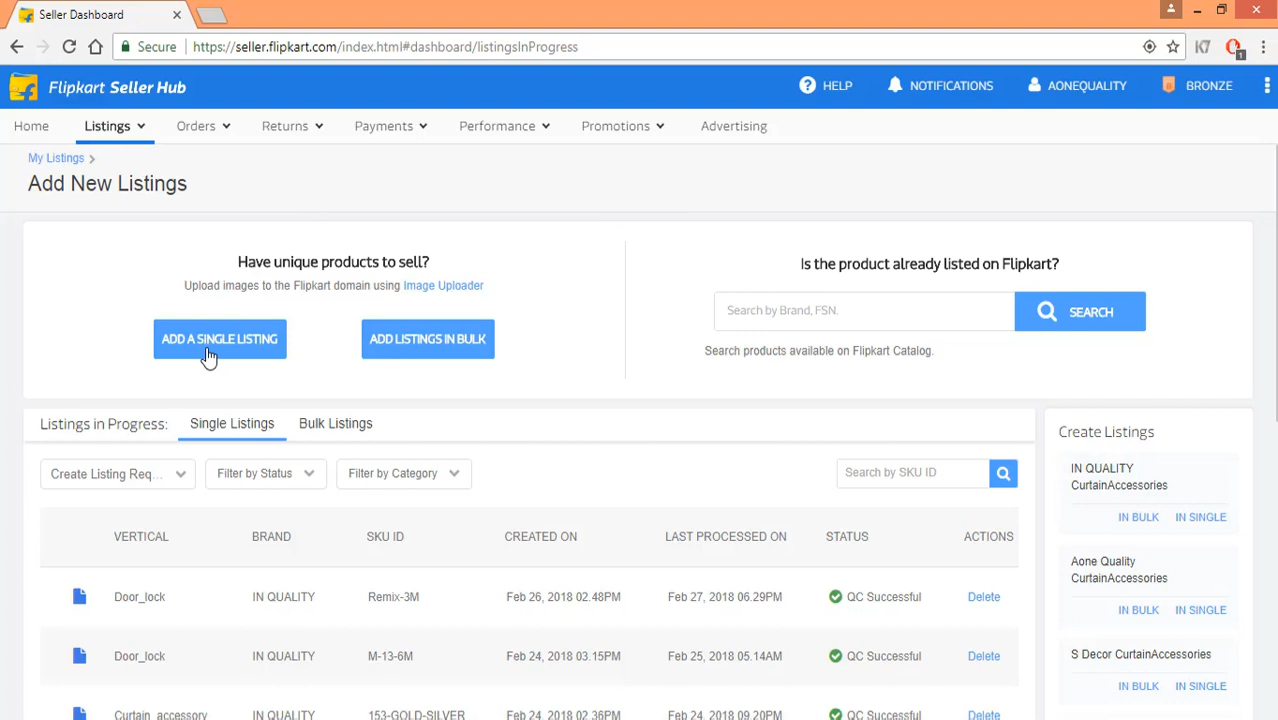 Seller Dashboard
Secure
https://seller.flipkart.com/index.html#dashboard/listingsInProgress
K7
1
Flipkart Seller Hub
HELP
NOTIFICATIONS
AONEQUALITY
BRONZE
Home
Listings
Orders
Returns
Payments
Performance
Promotions
Advertising
My Listings
Add New Listings
Have unique products to sell?
Upload images to the Flipkart domain using Image Uploader
ADD A SINGLE LISTING
ADD LISTINGS IN BULK
Is the product already listed on Flipkart?
Search by Brand, FSN.
SEARCH
Search products available on Flipkart Catalog.
Listings in Progress:
Single Listings
Bulk Listings
Create Listing Req...
Filter by Status
Filter by Category
Search by SKU ID
VERTICAL BRAND SKU ID CREATED ON LAST PROCESSED ON STATUS ACTIONS
Door_lock IN QUALITY Remix-3M Feb 26, 2018 02.48PM Feb 27, 2018 06.29PM QC Successful Delete
Door_lock IN QUALITY M-13-6M Feb 24, 2018 03.15PM Feb 25, 2018 05.14AM QC Successful Delete
Curtain_accessory IN QUALITY 153-GOLD-SILVER Feb 24, 2018 02.36PM Feb 24, 2018 09.20PM QC Successful Delete
Create Listings
IN QUALITY
CurtainAccessories
IN BULK IN SINGLE
Aone Quality
CurtainAccessories
IN BULK IN SINGLE
S Decor CurtainAccessories
IN BULK IN SINGLE